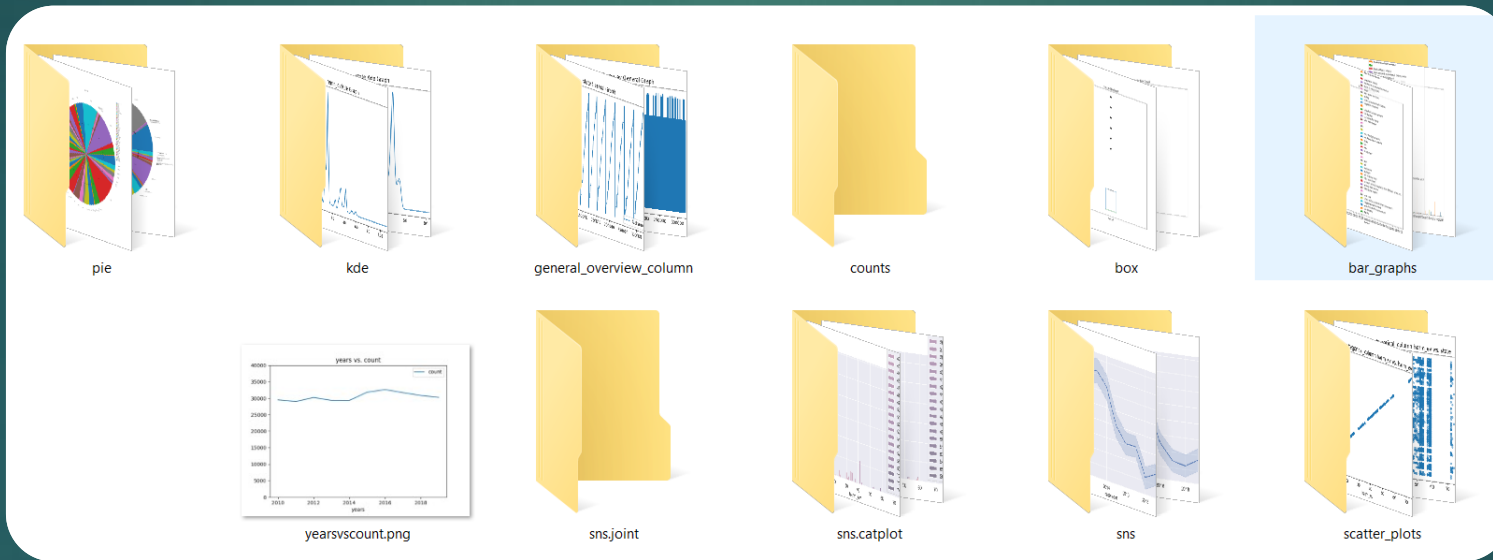 pie
kde
general_overview_column
counts
box
bar_graphs
years vs. count
count
40000
35000
30000
25000
20000
15000
10000
5000
0
2010 2012 2014 2016 2018
years
yearsvscount.png
sns.joint
sns.catplot
sns
scatter_plots